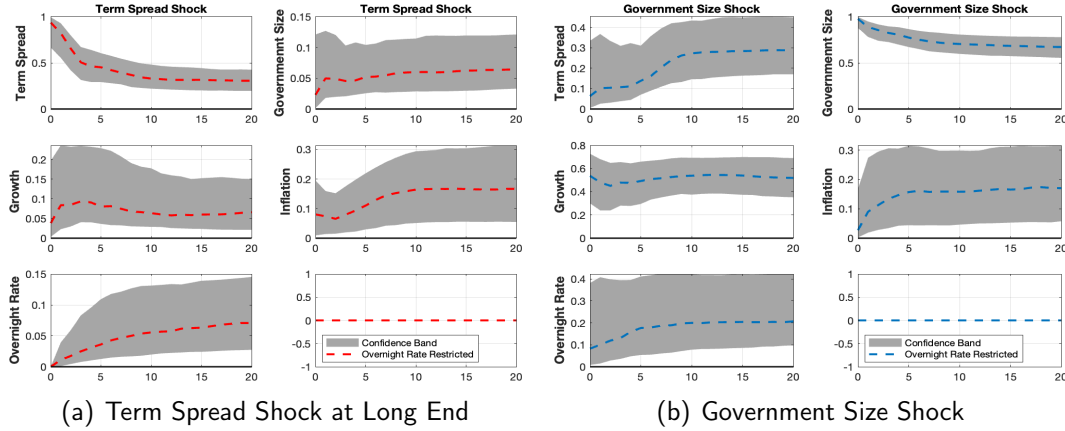 Term Spread Shock
Term Spread Shock
Government Size Shock
Government Size Shock
Term Spread
1
0.5
0
0 5 10 15 20
Government Size
0.15
0.1
0.05
0
0 5 10 15 20
Term Spread
0.4
0.3
0.2
0.1
0
0 5 10 15 20
Government Size
1
0.5
0
0 5 10 15 20
Growth
0.2
0.15
0.1
0.05
0
0 5 10 15 20
Inflation
0.3
0.2
0.1
0
0 5 10 15 20
Growth
0.8
0.6
0.4
0.2
0
0 5 10 15 20
Inflation
0.3
0.2
0.1
0
0 5 10 15 20
Overnight Rate
0.15
0.1
0.05
0
0 5 10 15 20
1
0.5
0
-0.5
-1
0 5 10 15 20
Confidence Band
Overnight Rate Restricted
Overnight Rate
0.4
0.3
0.2
0.1
0
0 5 10 15 20
1
0.5
0
-0.5
-1
0 5 10 15 20
Confidence Band
Overnight Rate Restricted
(a) Term Spread Shock at Long End
(b) Government Size Shock